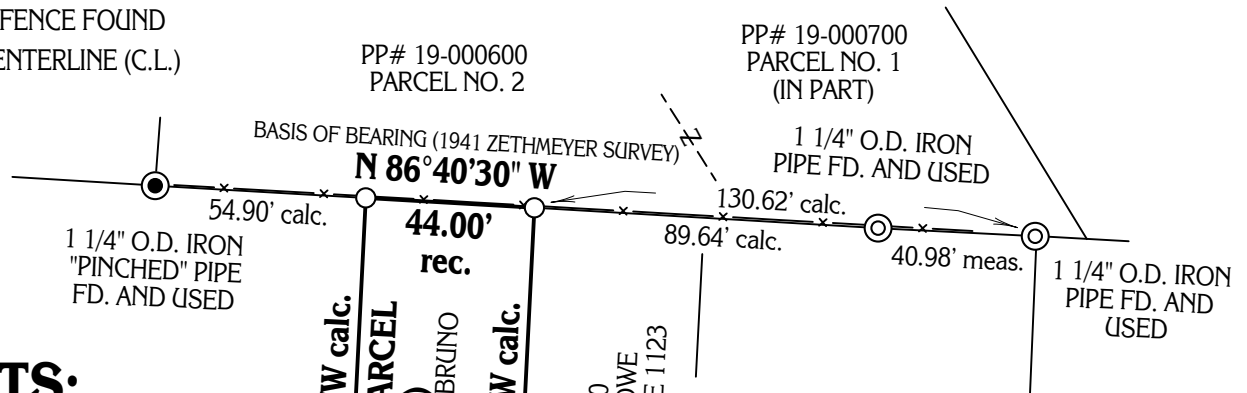 FENCE FOUND
ENTERLINE (C.L.)
PP# 19-000600
PARCEL NO. 2
PP# 19-000700
PARCEL NO. 1
(IN PART)
BASIS OF BEARING (1941 ZETHMEYER SURVEY)
N 86°40'30" W
1 1/4" O.D. IRON
PIPE FD. AND USED
54.90' calc.
44.00'
rec.
130.62' calc.
89.64' calc.
40.98' meas.
1 1/4" O.D. IRON
"PINCHED" PIPE
FD. AND USED
1 1/4" O.D. IRON
PIPE FD. AND
USED
W calc.
ARCEL
BRUNO
W calc.
OWE
E 1123
TS: